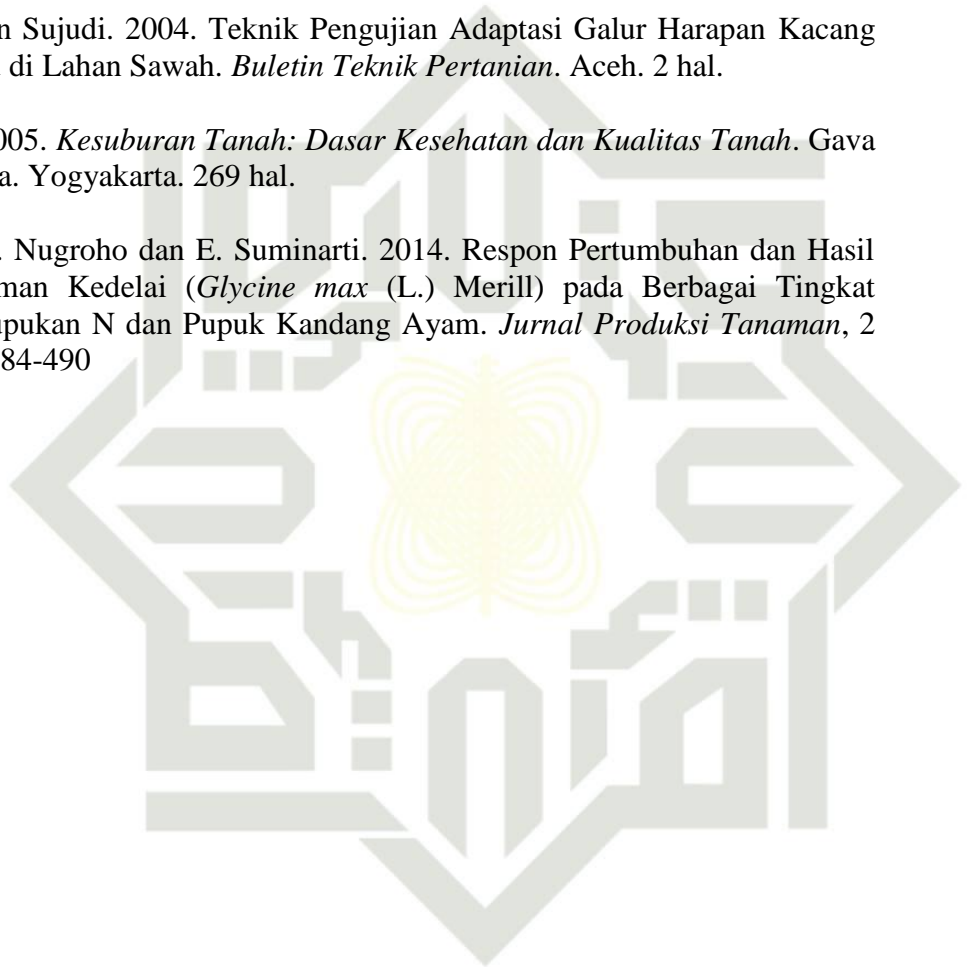 n Sujudi. 2004. Teknik Pengujian Adaptasi Galur Harapan Kacang
di Lahan Sawah. Buletin Teknik Pertanian. Aceh. 2 hal.
005. Kesuburan Tanah: Dasar Kesehatan dan Kualitas Tanah. Gava
a. Yogyakarta. 269 hal.
. Nugroho dan E. Suminarti. 2014. Respon Pertumbuhan dan Hasil
man Kedelai (Glycine max (L.) Merill) pada Berbagai Tingkat
upukan N dan Pupuk Kandang Ayam. Jurnal Produksi Tanaman, 2
84-490